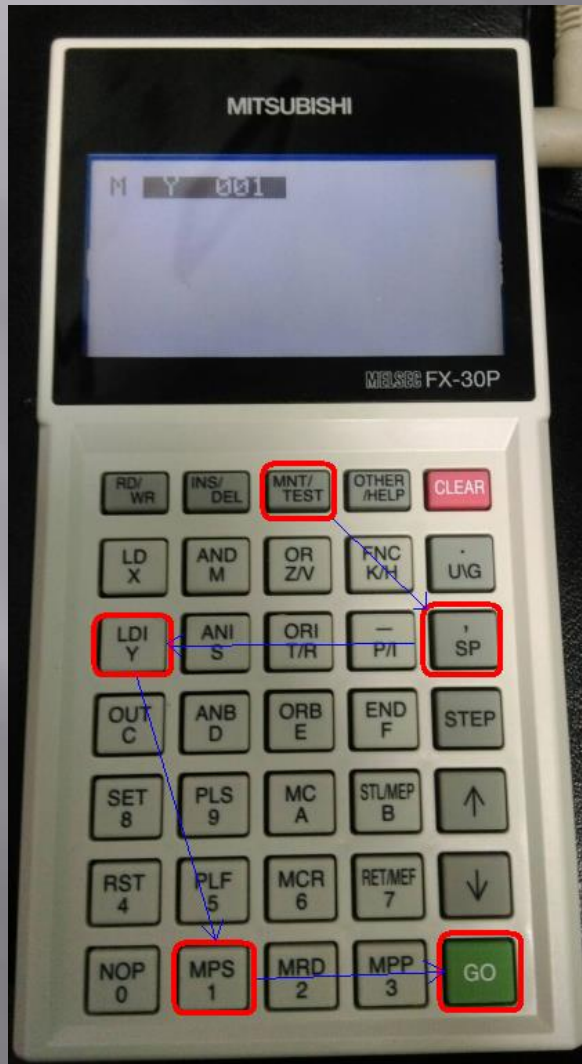 MITSUBISHI
M Y 001
MELSEC FX-30P
RD/ WR INS/ DEL MNT/ TEST OTHER /HELP CLEAR
LD X AND M OR Z/V FNC K/H . U\G
LDI Y ANI S ORI T/R — P/I , SP
OUT C ANB D ORB E END F STEP
SET 8 PLS 9 MC A STL/MEP B ↑
RST 4 PLF 5 MCR 6 RET/MEF 7 ↓
NOP 0 MPS 1 MRD 2 MPP 3 GO